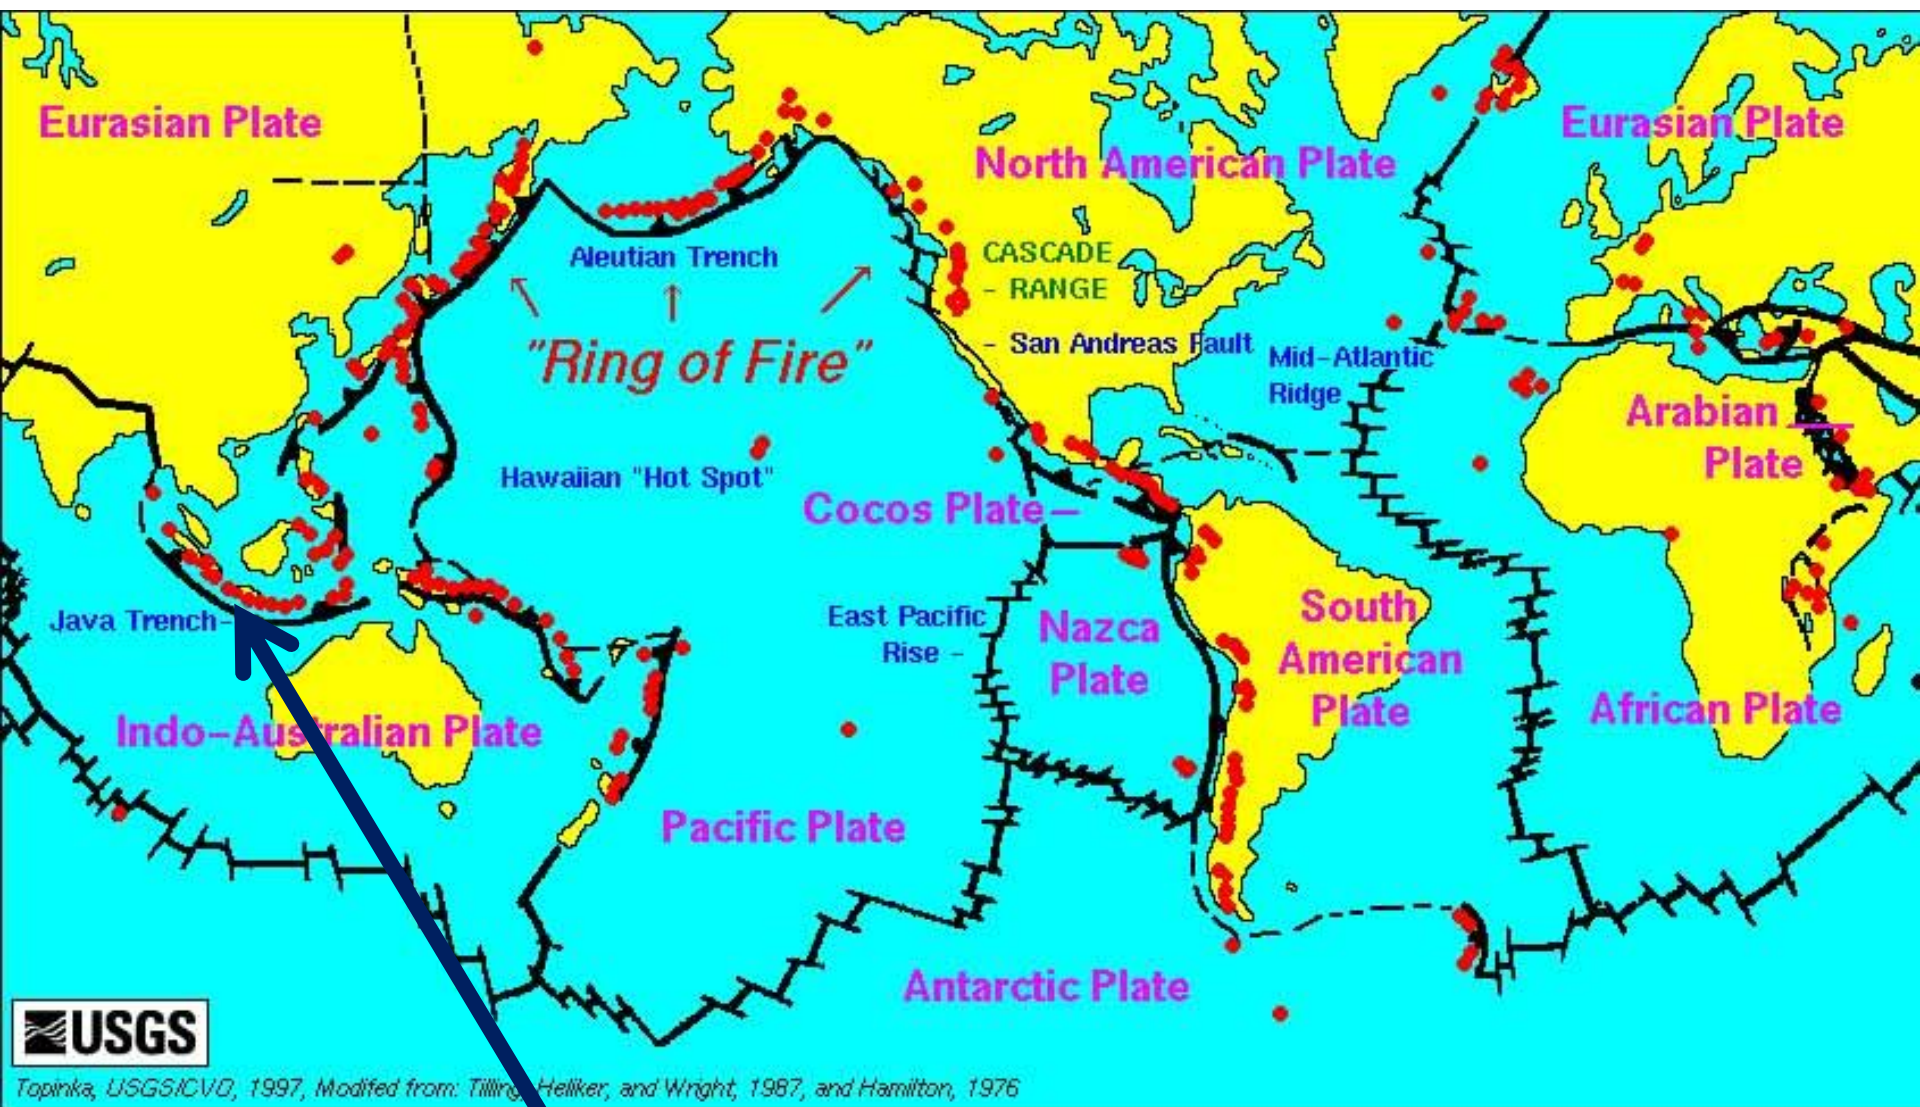 Eurasian Plate
Eurasian Plate
North American Plate
Aleutian Trench
CASCADE
- RANGE
"Ring of Fire"
- San Andreas Fault
Mid-Atlantic
Ridge
Arabian
Plate
Hawaiian "Hot Spot"
Cocos Plate
Java Trench-
East Pacific
Rise -
Nazca
Plate
South
American
Plate
Indo-Australian Plate
African Plate
Pacific Plate
Antarctic Plate
USGS
Topinka, USGS/CVO, 1997, Modifed from: Tilling, Heliker, and Wright, 1987, and Hamilton, 1976